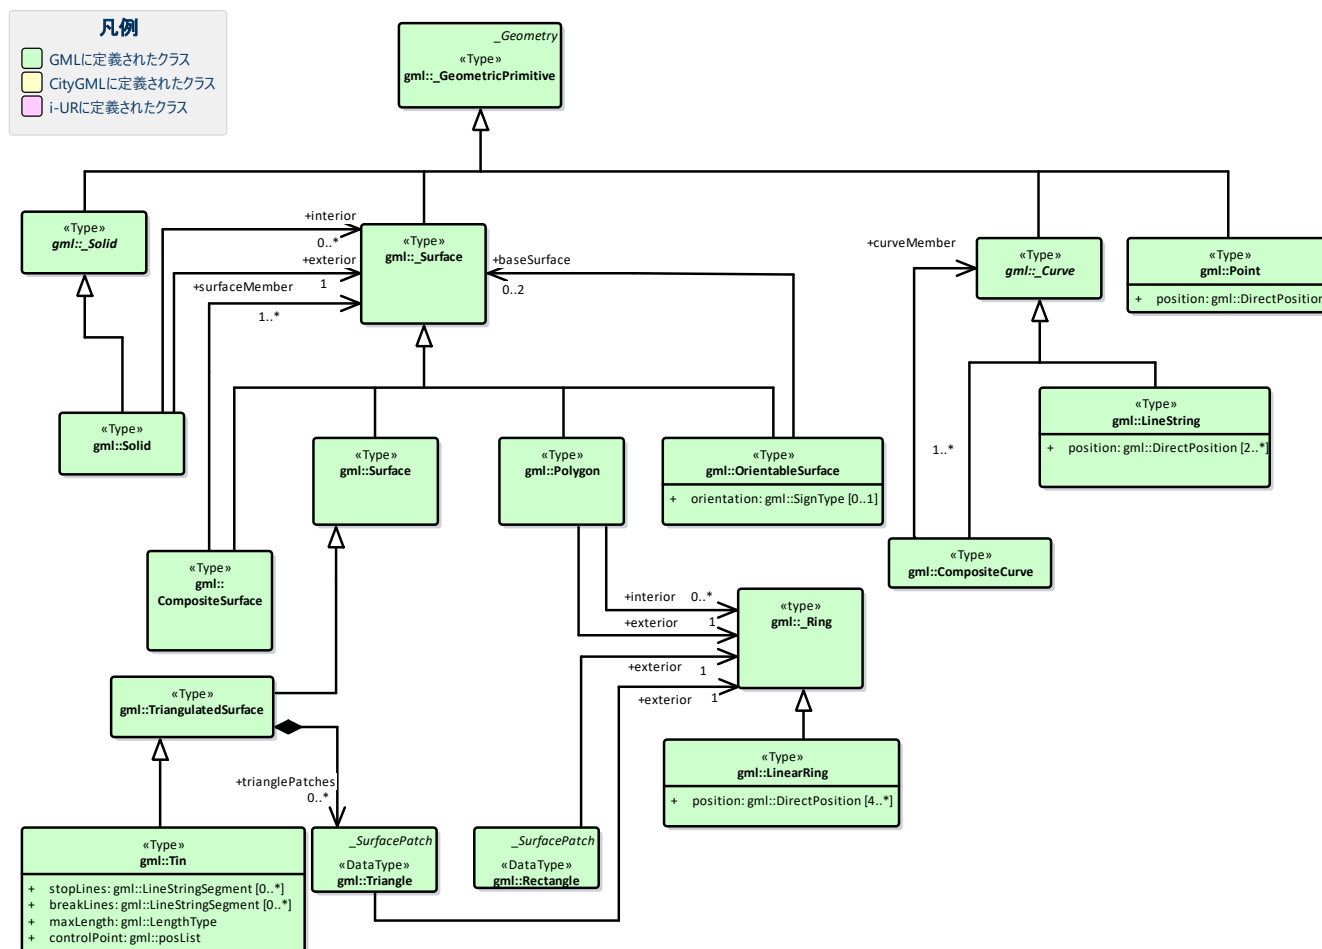 凡例
GMLに定義されたクラス
CityGMLに定義されたクラス
i-URに定義されたクラス
_Geometry
«Type»
gml::_GeometricPrimitive
«Type»
gml::_Solid
+interior
0..*
+exterior
1
+surfaceMember
1..*
«Type»
gml::_Surface
+baseSurface
0..2
+curveMember
1..*
«Type»
gml::_Curve
«Type»
gml::Point
+ position: gml::DirectPosition
«Type»
gml::Solid
«Type»
gml::Surface
«Type»
gml::Polygon
«Type»
gml::OrientableSurface
+ orientation: gml::SignType [0..1]
«Type»
gml::LineString
+ position: gml::DirectPosition [2..*]
«Type»
gml::CompositeCurve
«Type»
gml::
CompositeSurface
+interior 0..*
+exterior 1
+exterior 1
+exterior 1
«type»
gml::_Ring
«Type»
gml::TriangulatedSurface
+trianglePatches
0..*
«Type»
gml::LinearRing
+ position: gml::DirectPosition [4..*]
«Type»
gml::Tin
+ stopLines: gml::LineStringSegment [0..*]
+ breakLines: gml::LineStringSegment [0..*]
+ maxLength: gml::LengthType
+ controlPoint: gml::posList
_SurfacePatch
«DataType»
gml::Triangle
_SurfacePatch
«DataType»
gml::Rectangle